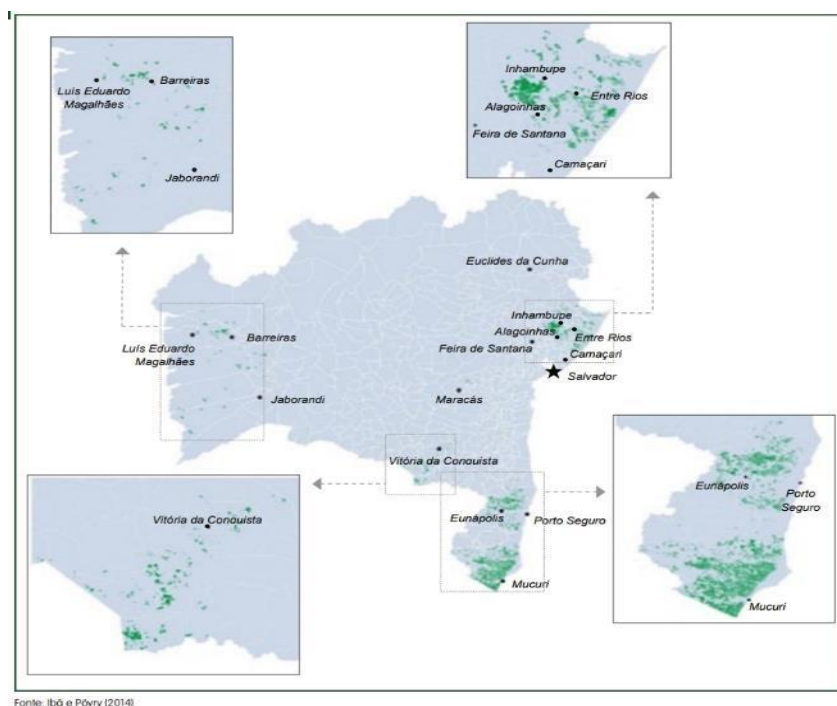 Barreiras
Luís Eduardo
Magalhães
Jaborandi
Inhambupe
Entre Rios
Alagoinhas
Feira de Santana
Camaçari
Euclides da Cunha
Inhambupe
Alagoinhas
Entre Rios
Feira de Santana
Camaçari
Salvador
Luís Eduardo
Magalhães
Barreiras
Jaborandi
Maracás
Vitória da Conquista
Eunápolis
Porto Seguro
Mucuri
Vitória da Conquista
Eunápolis
Porto
Seguro
Mucuri
Fonte: Ibá e Pöyry (2014)